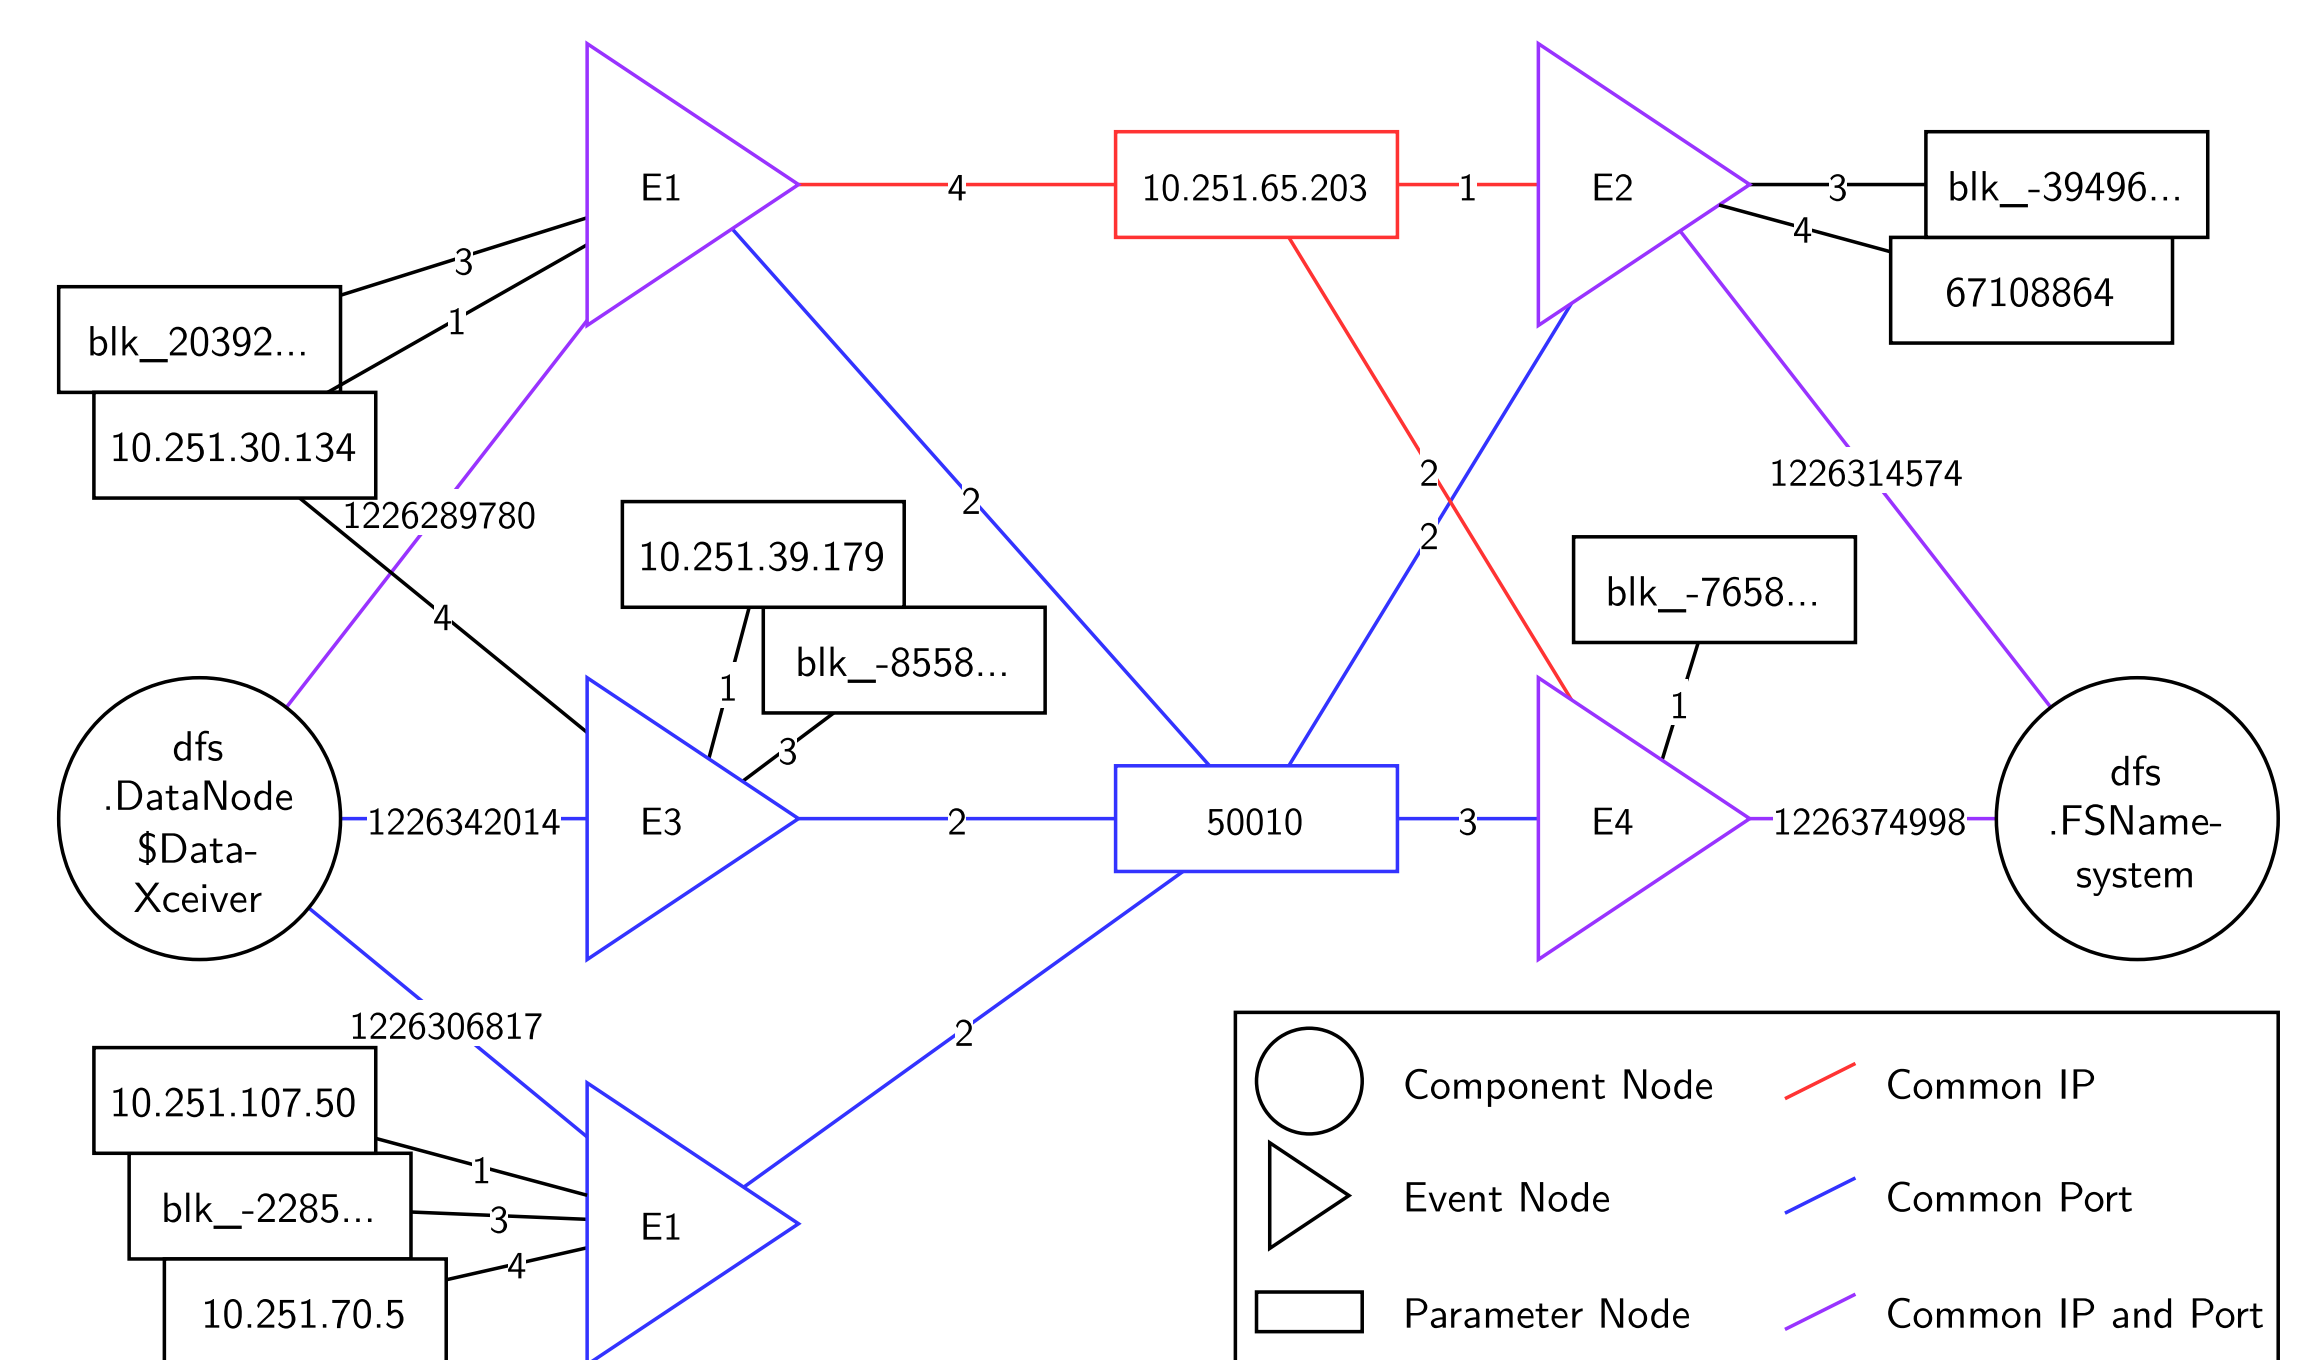 E1
4
10.251.65.203
1
E2
3
blk_-39496...
4
67108864
3
1
blk_20392...
10.251.30.134
1226289780
2
2
2
1226314574
10.251.39.179
blk_-7658...
4
1
blk_-8558...
3
1
dfs
.DataNode
$Data-
Xceiver
1226342014
E3
2
50010
3
E4
1226374998
dfs
.FSName-
system
1226306817
2
10.251.107.50
1
blk_-2285...
3
E1
4
10.251.70.5
Component Node
Common IP
Event Node
Common Port
Parameter Node
Common IP and Port